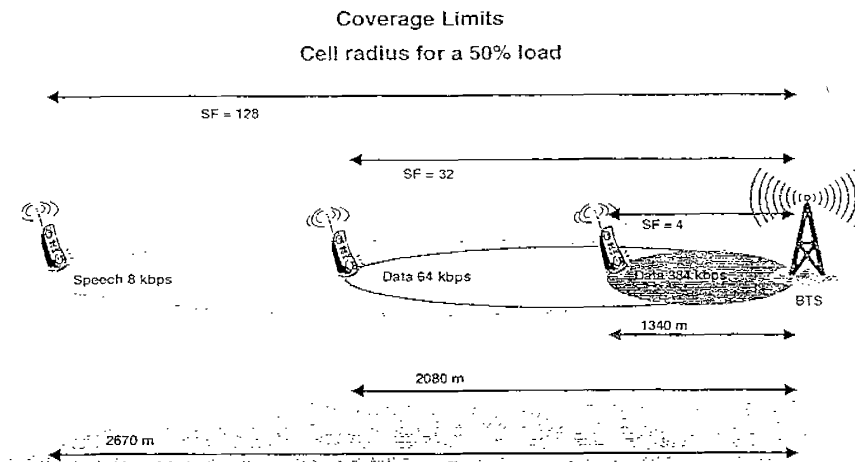 Coverage Limits
Cell radius for a 50% load
SF = 128
SF = 32
SF = 4
Speech 8 kbps
Data 64 kbps
Data 384 kbps
BTS
1340 m
2080 m
2670 m